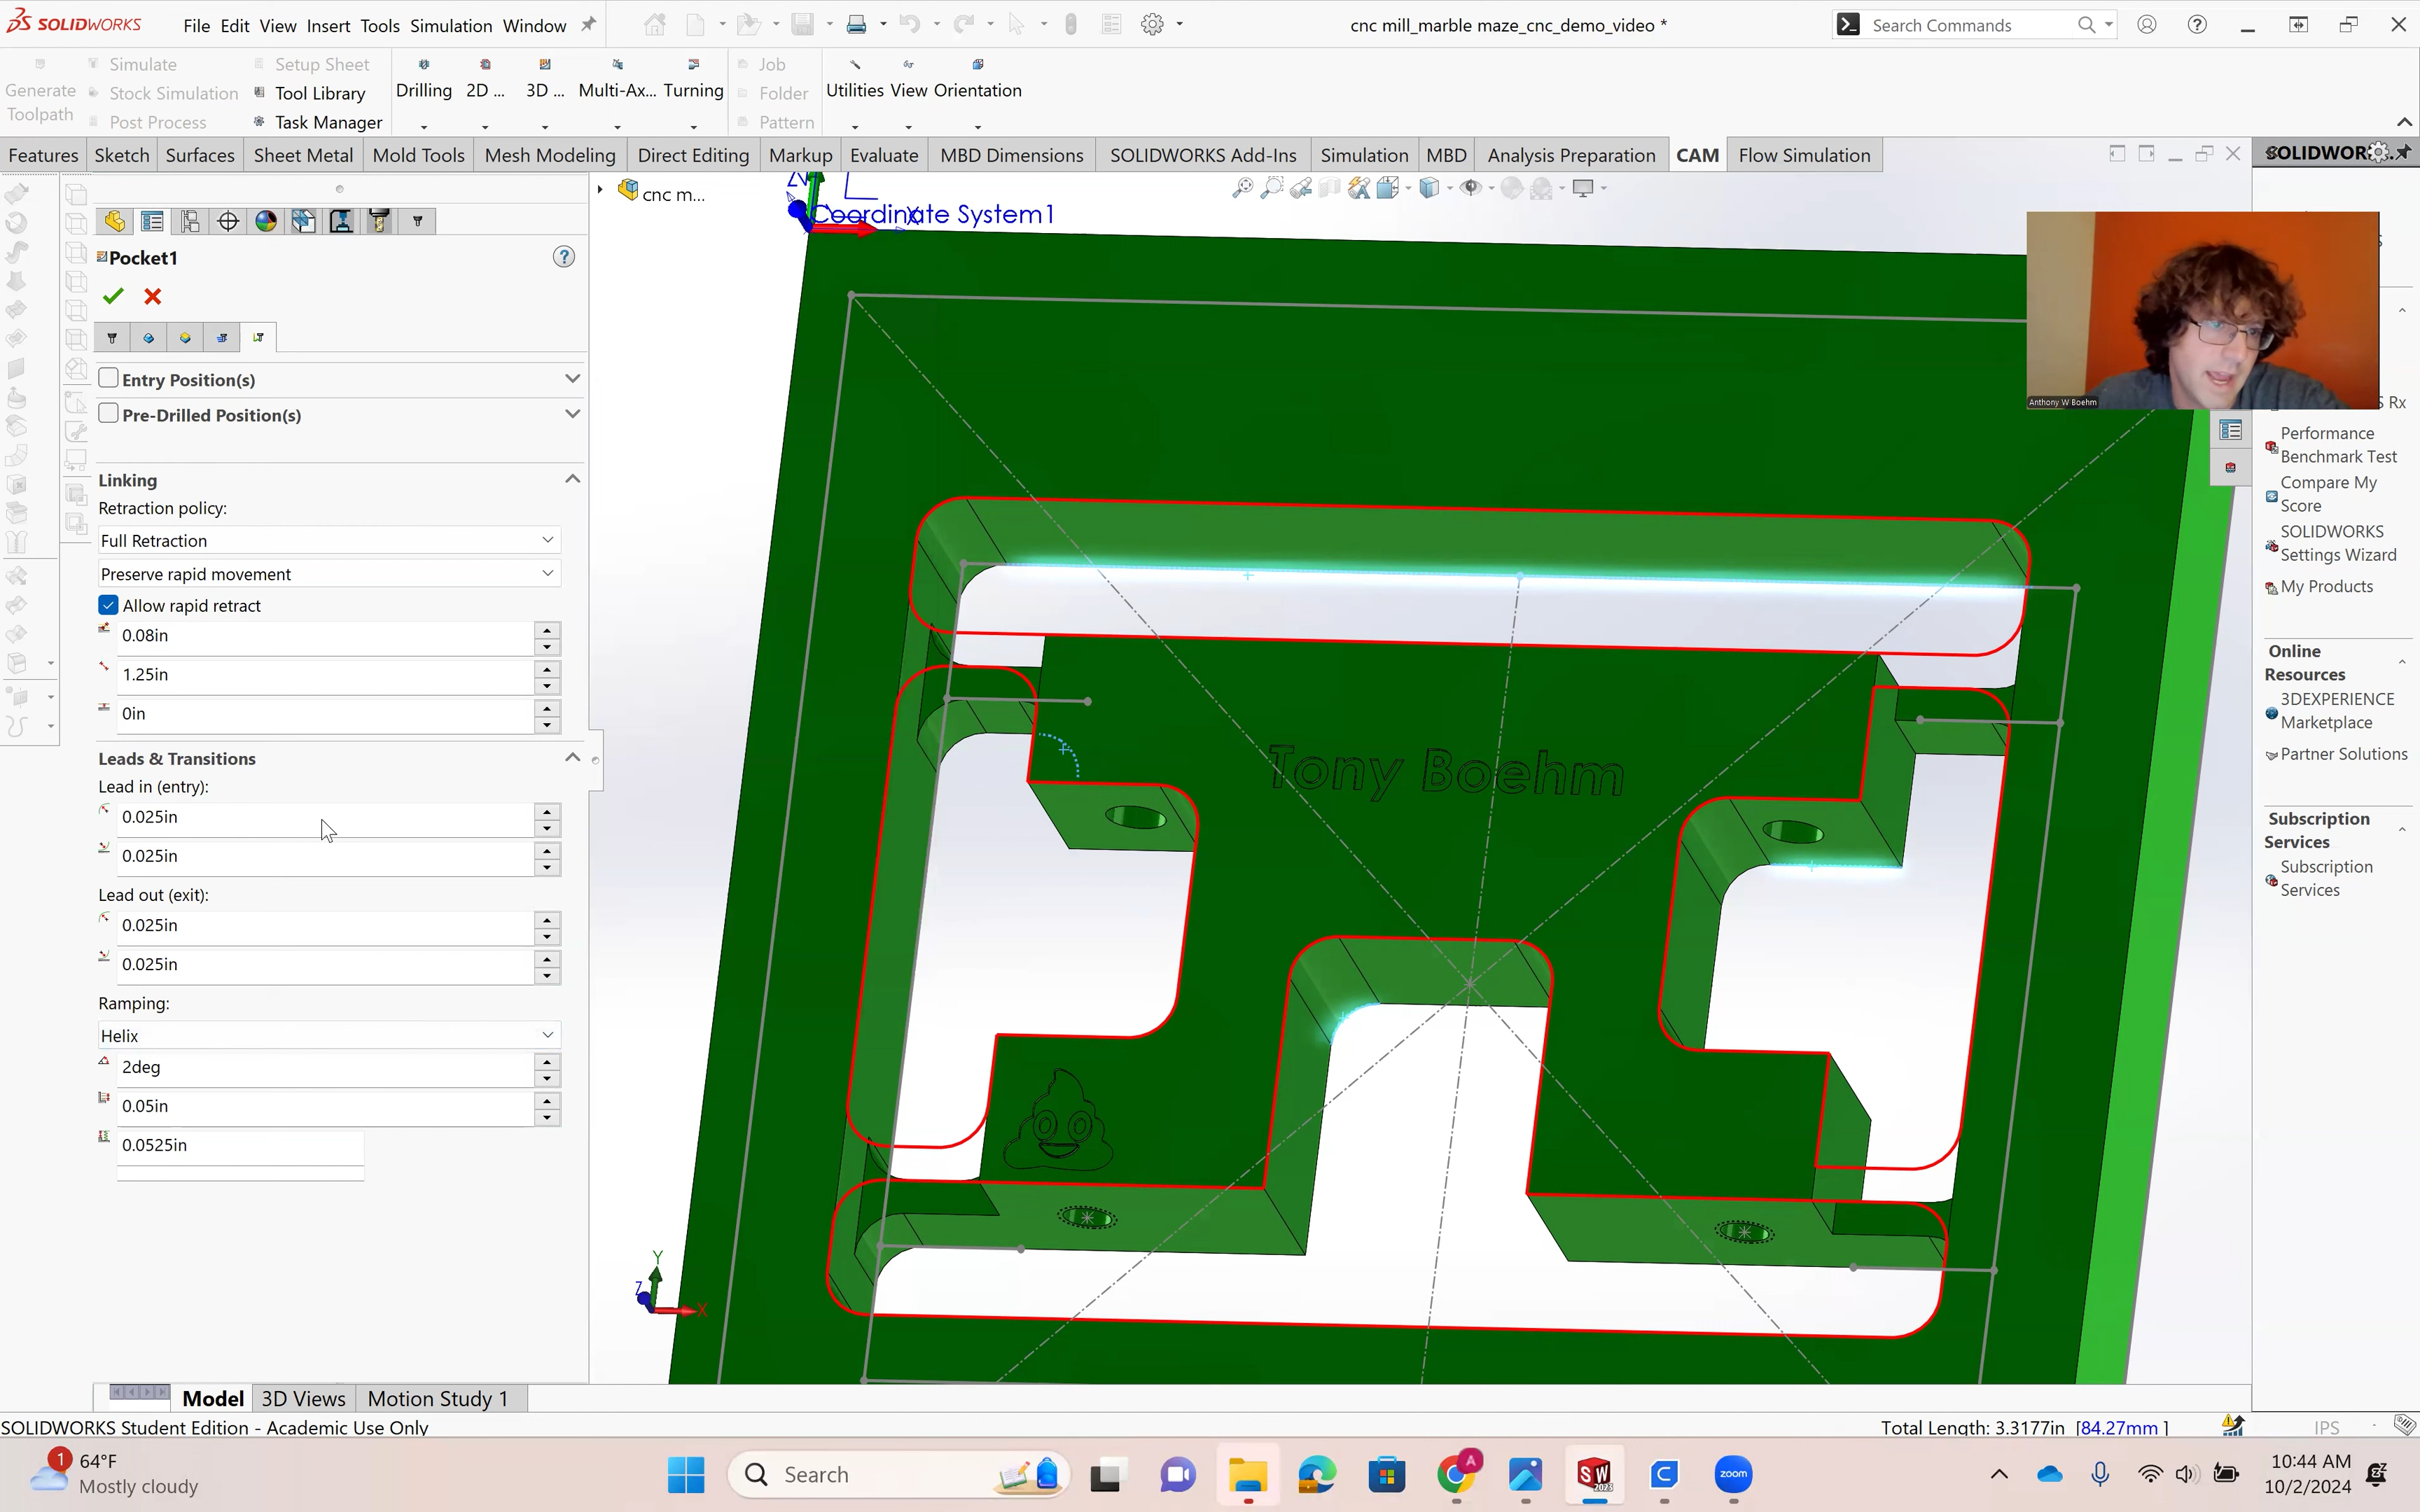 SOLIDWORKS File Edit View Insert Tools Simulation Window cnc mill_marble maze_cnc_demo_video * Search Commands
Generate Toolpath
Simulate
Stock Simulation
Post Process
Setup Sheet
Tool Library
Task Manager
Drilling 2D ... 3D ... Multi-Ax... Turning
Job
Folder
Pattern
Utilities View Orientation
Features Sketch Surfaces Sheet Metal Mold Tools Mesh Modeling Direct Editing Markup Evaluate MBD Dimensions SOLIDWORKS Add-Ins Simulation MBD Analysis Preparation CAM Flow Simulation
cnc m...
Coordinate System1
Pocket1
Entry Position(s)
Pre-Drilled Position(s)
Linking
Retraction policy:
Full Retraction
Preserve rapid movement
Allow rapid retract
0.08in
1.25in
0in
Leads & Transitions
Lead in (entry):
0.025in
0.025in
Lead out (exit):
0.025in
0.025in
Ramping:
Helix
2deg
0.05in
0.0525in
Tony Boehm
Y
Z
X
Anthony W Boehm
Rx
Performance
Benchmark Test
Compare My
Score
SOLIDWORKS
Settings Wizard
My Products
Online
Resources
3DEXPERIENCE
Marketplace
Partner Solutions
Subscription
Services
Subscription
Services
Model 3D Views Motion Study 1
SOLIDWORKS Student Edition - Academic Use Only
Total Length: 3.3177in [84.27mm ]
IPS
1
64°F
Mostly cloudy
Search
A
SW
2023
C
zoom
10:44 AM
10/2/2024